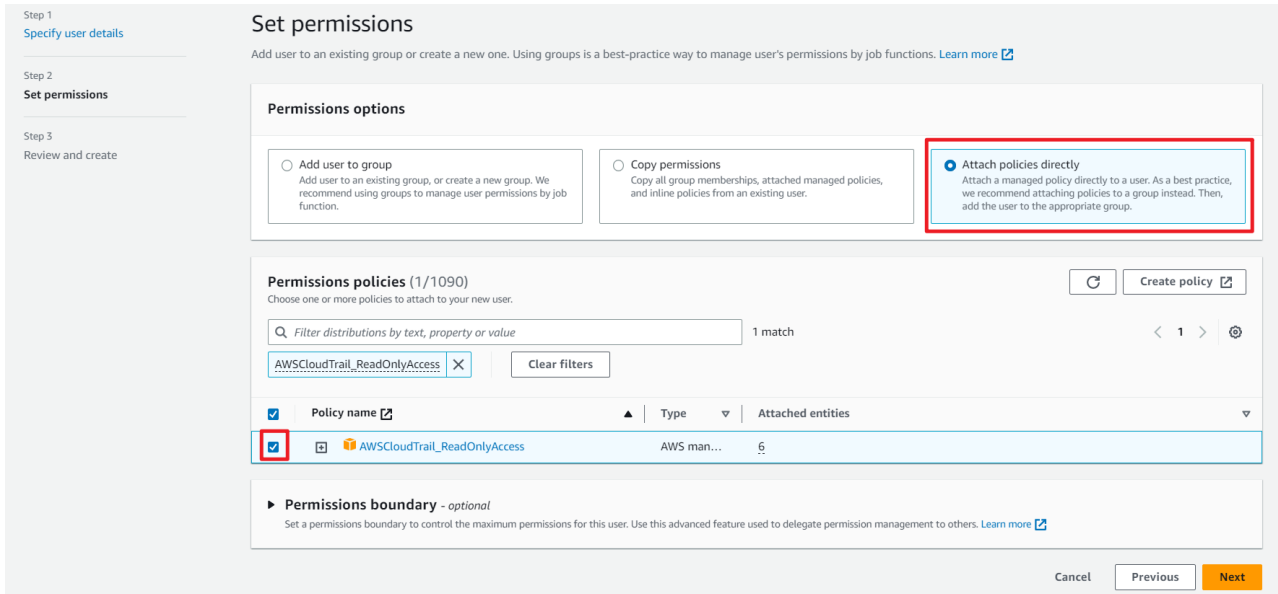 Step 1
Specify user details
Step 2
Set permissions
Step 3
Review and create
Set permissions
Add user to an existing group or create a new one. Using groups is a best-practice way to manage user's permissions by job functions. Learn more
Permissions options
Add user to group
Add user to an existing group, or create a new group. We
recommend using groups to manage user permissions by job
function.
Copy permissions
Copy all group memberships, attached managed policies,
and inline policies from an existing user.
Attach policies directly
Attach a managed policy directly to a user. As a best practice,
we recommend attaching policies to a group instead. Then,
add the user to the appropriate group.
Permissions policies (1/1090)
Choose one or more policies to attach to your new user.
Create policy
Filter distributions by text, property or value
1 match
1
AWSCloudTrail_ReadOnlyAccess
Clear filters
Policy name Type Attached entities
AWSCloudTrail_ReadOnlyAccess AWS man... 6
Permissions boundary - optional
Set a permissions boundary to control the maximum permissions for this user. Use this advanced feature used to delegate permission management to others. Learn more
Cancel Previous Next